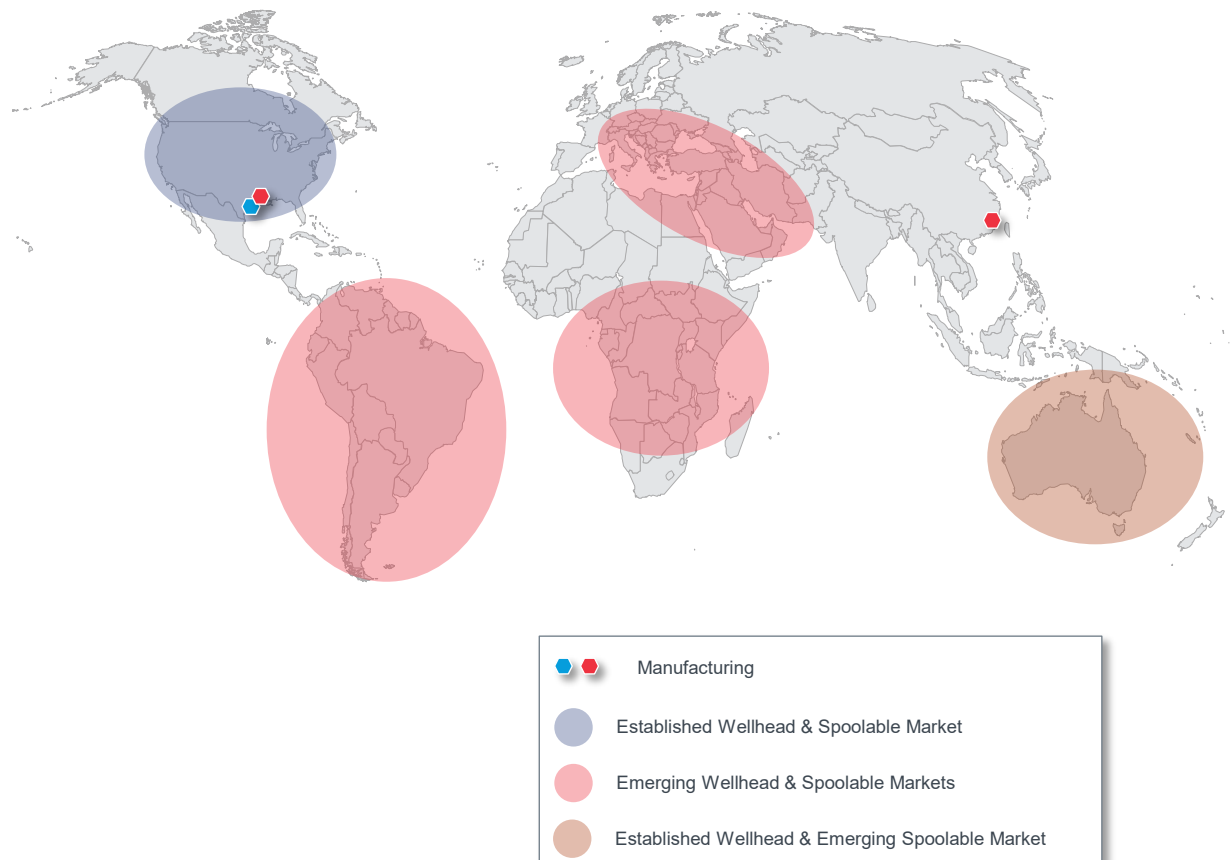 Manufacturing
Established Wellhead & Spoolable Market
Emerging Wellhead & Spoolable Markets
Established Wellhead & Emerging Spoolable Market